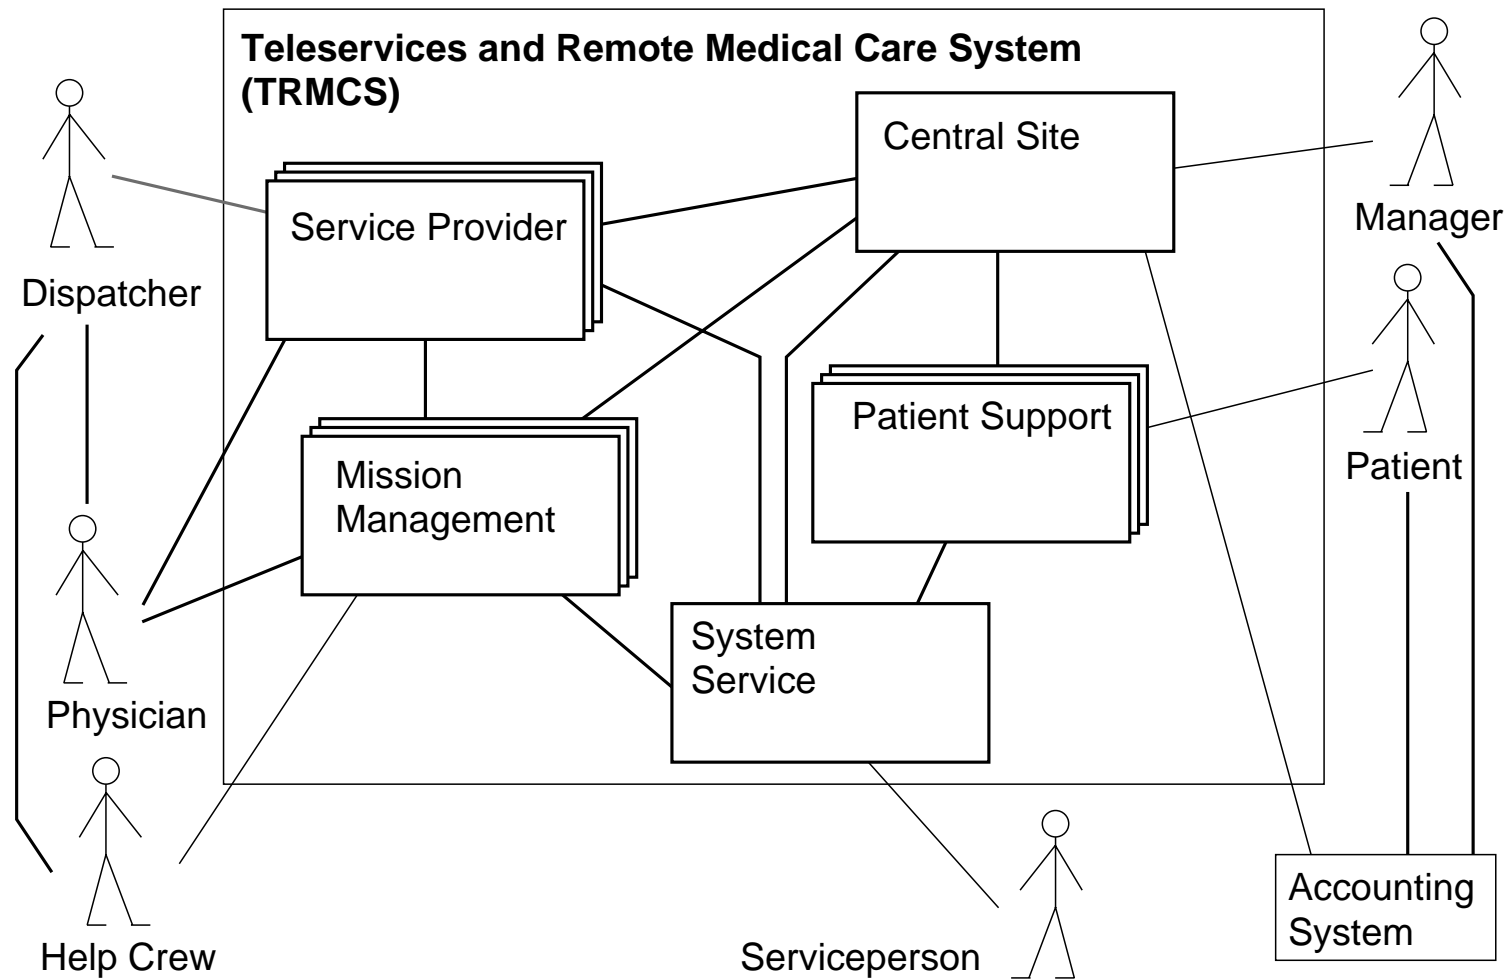 Teleservices and Remote Medical Care System
(TRMCS)
Central Site
Manager
Service Provider
Dispatcher
Patient Support
Patient
Mission
Management
System
Service
Physician
Accounting
System
Help Crew
Serviceperson